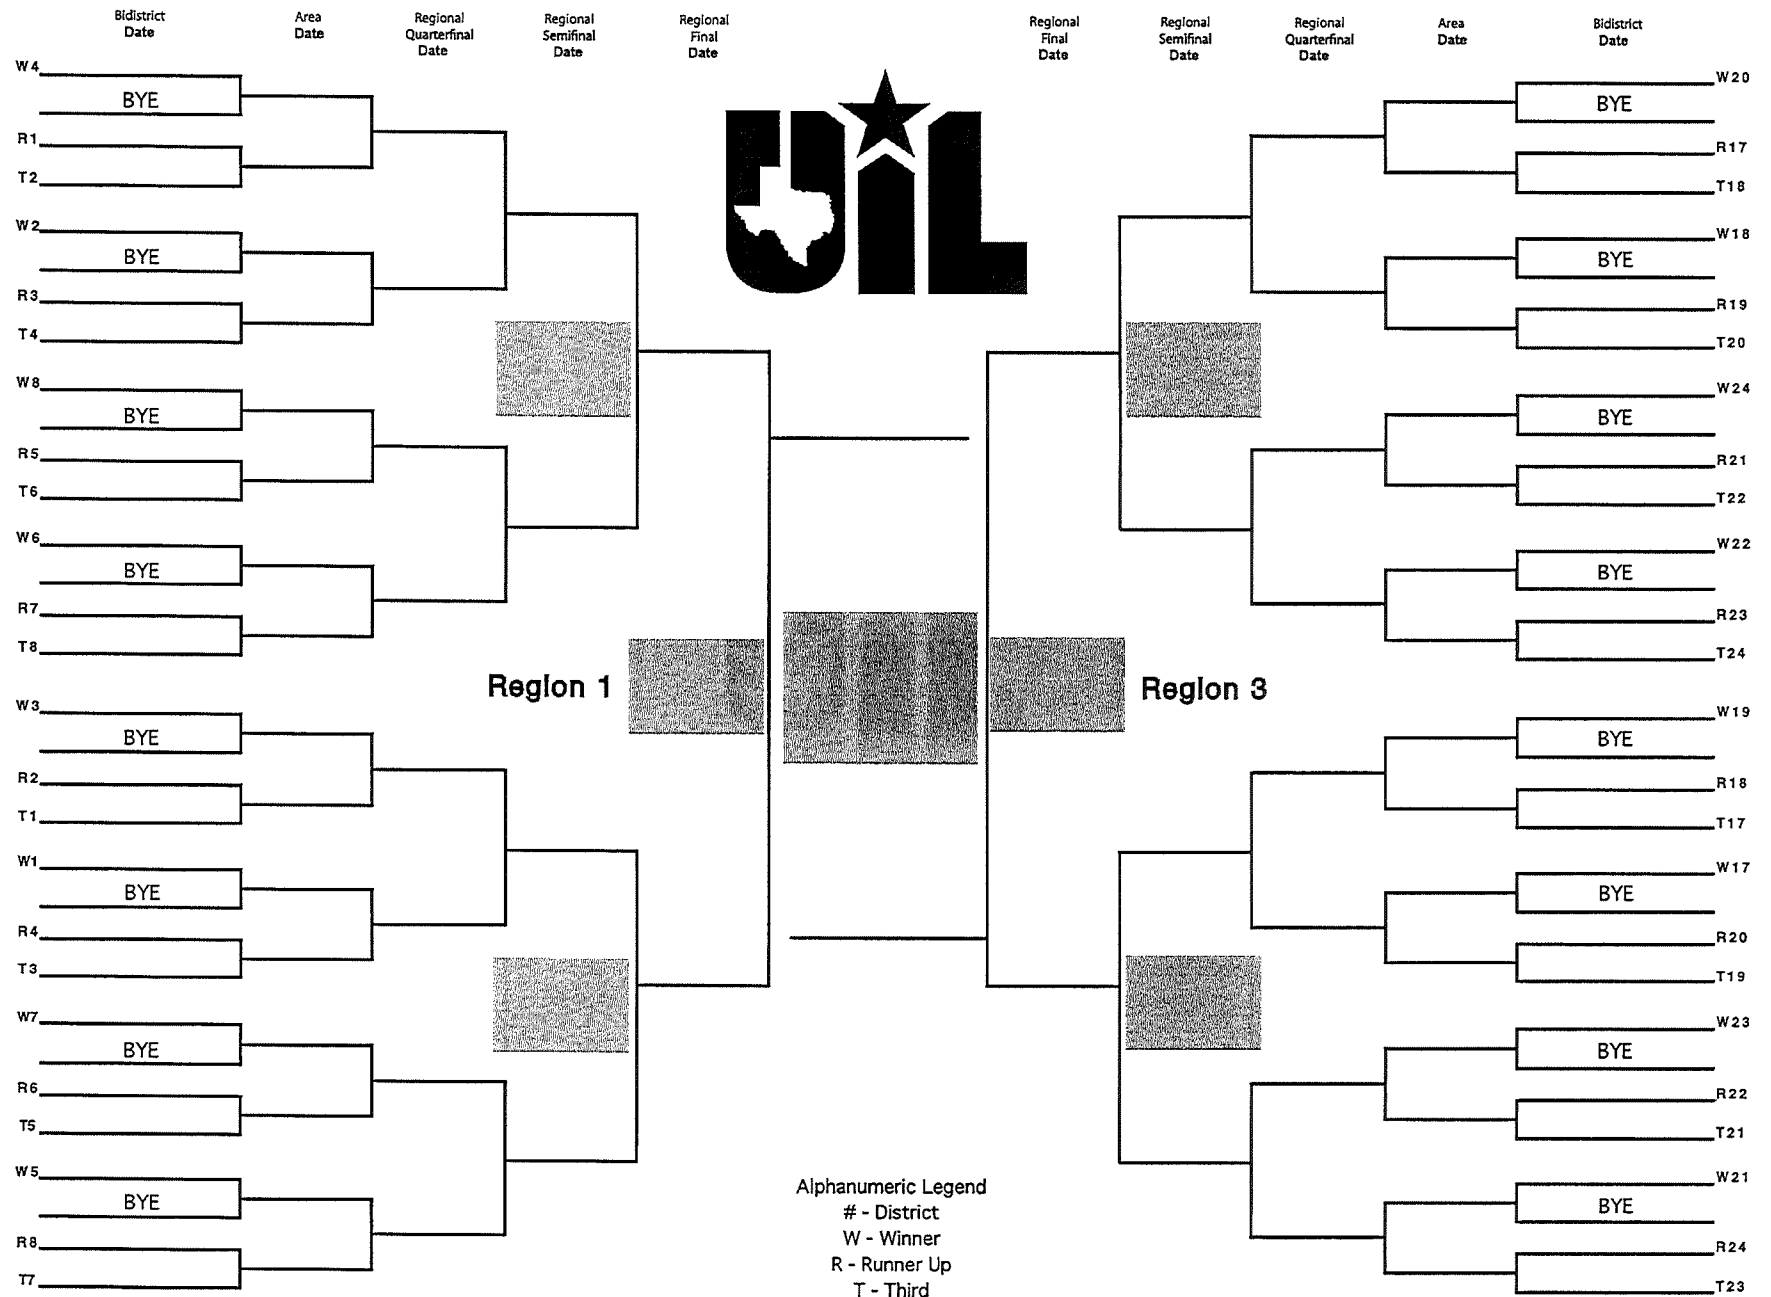 Bidistrict
Date
Area
Date
Regional
Quarterfinal
Date
Regional
Semifinal
Date
Regional
Final
Date
Regional
Final
Date
Regional
Semifinal
Date
Regional
Quarterfinal
Date
Area
Date
Bidistrict
Date
UIL
W4
BYE
R1
T2
W2
BYE
R3
T4
W8
BYE
R5
T6
W6
BYE
R7
T8
Region 1
W3
BYE
R2
T1
W1
BYE
R4
T3
W7
BYE
R6
T5
W5
BYE
R8
T7
W20
BYE
R17
T18
W18
BYE
R19
T20
W24
BYE
R21
T22
W22
BYE
R23
T24
Region 3
W19
BYE
R18
T17
W17
BYE
R20
T19
W23
BYE
R22
T21
W21
BYE
R24
T23
Alphanumeric Legend
# - District
W - Winner
R - Runner Up
T - Third